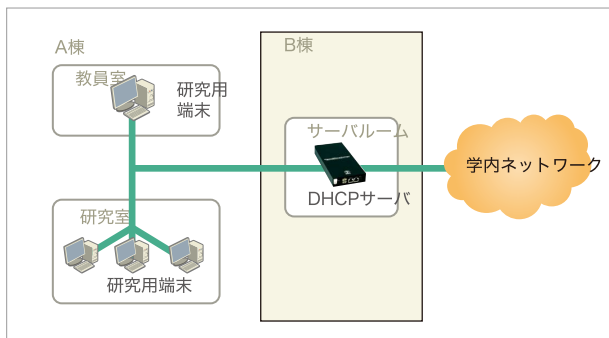 A棟
教員室
研究用
端末
研究室
研究用端末
B棟
サーバルーム
DHCPサーバ
学内ネットワーク